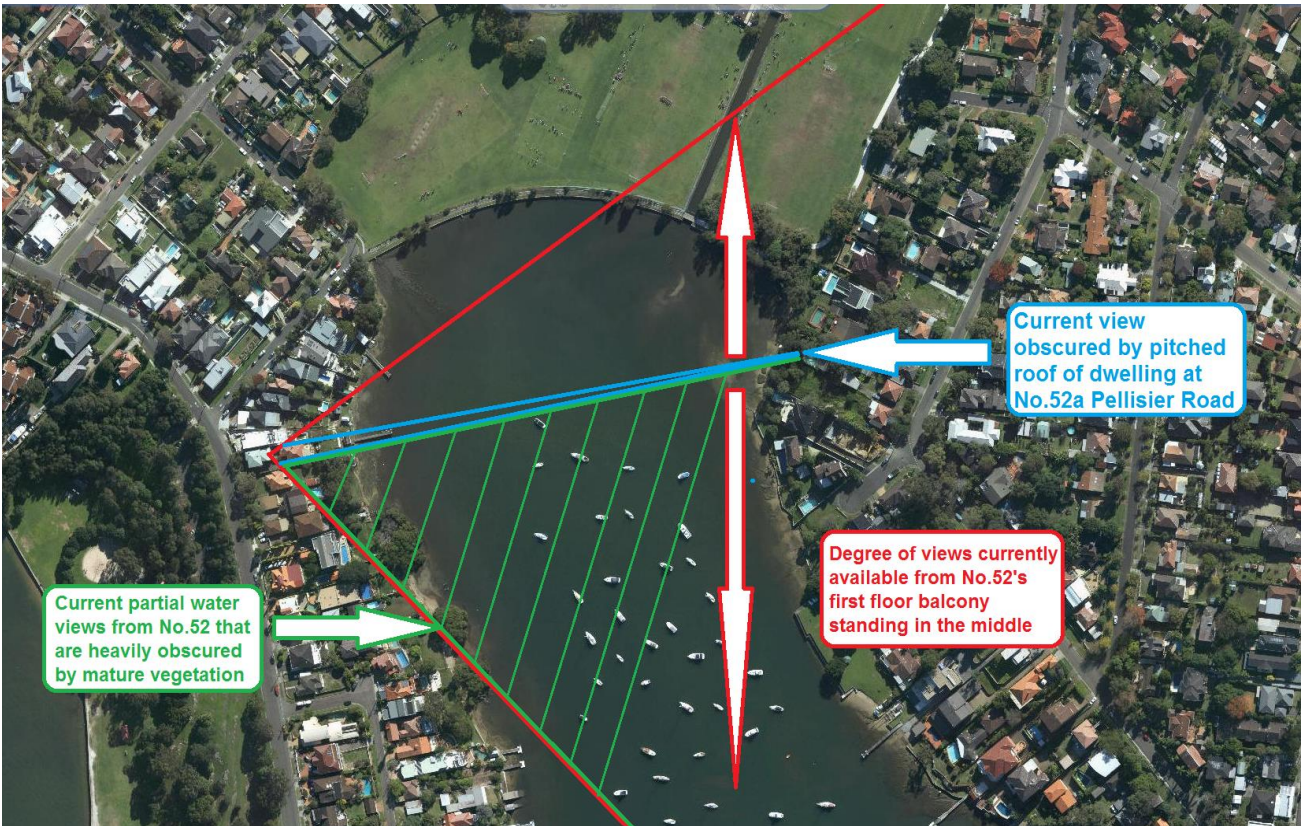 Current view
obscured by pitched
roof of dwelling at
No.52a Pellisier Road
Degree of views currently
available from No.52's
first floor balcony
standing in the middle
Current partial water
views from No.52 that
are heavily obscured
by mature vegetation